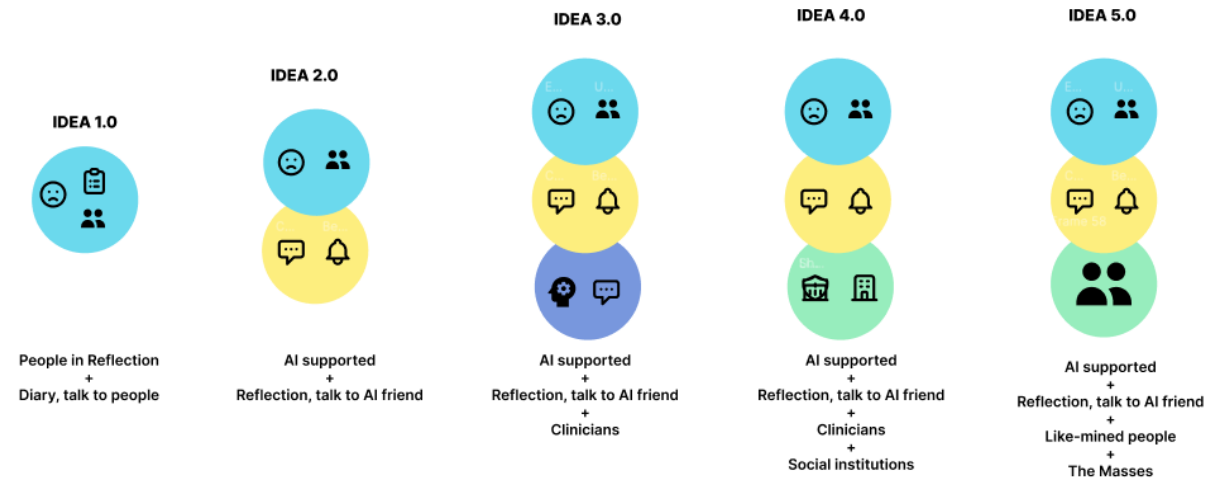 IDEA 1.0
People in Reflection
+
Diary, talk to people
IDEA 2.0
C... Be...
AI supported
+
Reflection, talk to AI friend
IDEA 3.0
E... U...
C... Be...
AI supported
+
Reflection, talk to AI friend
+
Clinicians
IDEA 4.0
AI supported
+
Reflection, talk to AI friend
+
Clinicians
+
Social institutions
IDEA 5.0
E... U...
C... Be...
AI supported
+
Reflection, talk to AI friend
+
Like-mined people
+
The Masses